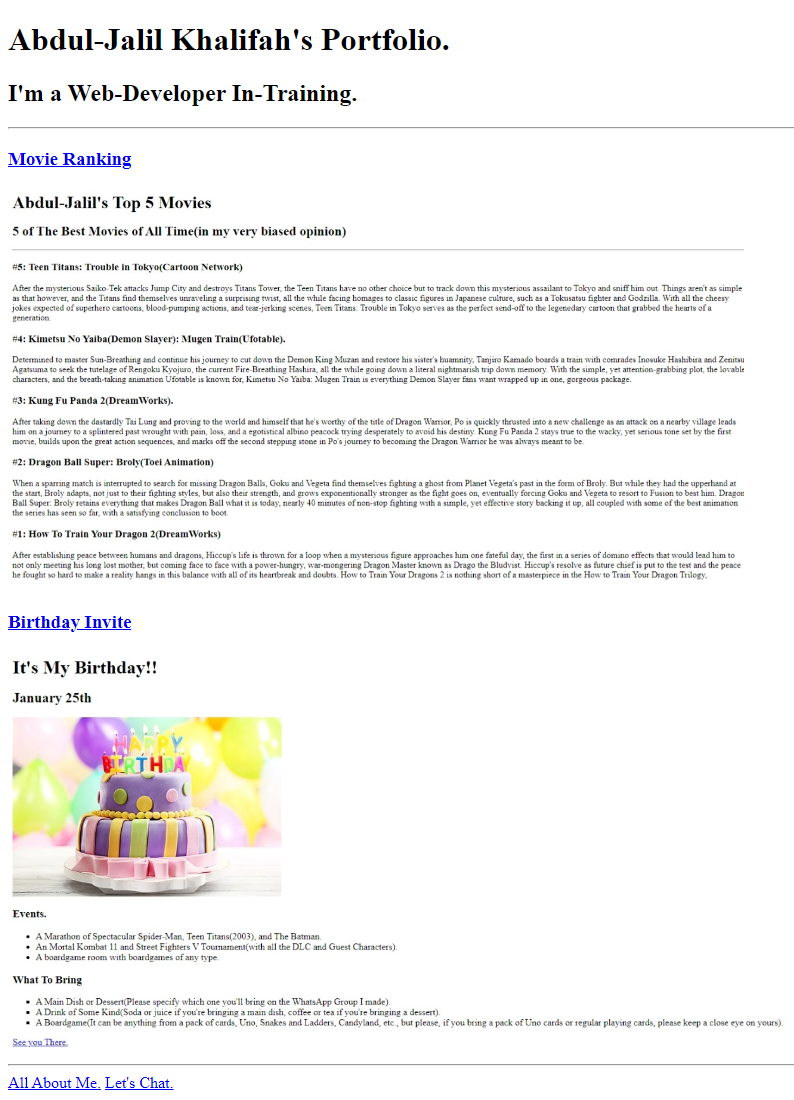 Abdul-Jalil Khalifah's Portfolio.
I'm a Web-Developer In-Training.
Movie Ranking
Abdul-Jalil's Top 5 Movies
5 of The Best Movies of All Time(in my very biased opinion)
#5: Teen Titans: Trouble in Tokyo(Cartoon Network)
After the mysterious Saiko-Tek attacks Jump City and destroys Titans Tower, the Teen Titans have no other choice but to track down this mysterious assailant to Tokyo and sniff him out. Things aren't as simple
as that however, and the Titans find themselves unraveling a surprising twist, all the while facing homages to classic figures in Japanese culture, such as a Tokusatsu fighter and Godzilla. With all the cheesy
jokes expected of superhero cartoons, blood-pumping actions, and tear-jerking scenes, Teen Titans: Trouble in Tokyo serves as the perfect send-off to the legenedary cartoon that grabbed the hearts of a
generation.
#4: Kimetsu No Yaiba(Demon Slayer): Mugen Train(Ufotable).
Determined to master Sun-Breathing and continue his journey to cut down the Demon King Muzan and restore his sister's huamnity, Tanjiro Kamado boards a train with comrades Inosuke Hashibira and Zenitsu
Agatsuma to seek the tutelage of Rengoku Kyojuro, the current Fire-Breathing Hashira, all the while going down a literal nightmarish trip down memory. With the simple, yet attention-grabbing plot, the lovable
characters, and the breath-taking animation Ufotable is known for, Kimetsu No Yaiba: Mugen Train is everything Demon Slayer fans want wrapped up in one, gorgeous package.
#3: Kung Fu Panda 2(DreamWorks).
After taking down the dastardly Tai Lung and proving to the world and himself that he's worthy of the title of Dragon Warrior, Po is quickly thrusted into a new challenge as an attack on a nearby village leads
him on a journey to a splintered past wrought with pain, loss, and a egotistical albino peacock trying desperately to avoid his destiny. Kung Fu Panda 2 stays true to the wacky, yet serious tone set by the first
movie, builds upon the great action sequences, and marks off the second stepping stone in Po's journey to becoming the Dragon Warrior he was always meant to be.
#2: Dragon Ball Super: Broly(Toei Animation)
When a sparring match is interrupted to search for missing Dragon Balls, Goku and Vegeta find themselves fighting a ghost from Planet Vegeta's past in the form of Broly. But while they had the upperhand at
the start, Broly adapts, not just to their fighting styles, but also their strength, and grows exponentionally stronger as the fight goes on, eventually forcing Goku and Vegeta to resort to Fusion to best him. Dragon
Ball Super: Broly retains everything that makes Dragon Ball what it is today, nearly 40 minutes of non-stop fighting with a simple, yet effective story backing it up, all coupled with some of the best animation
the series has seen so far, with a satisfying conclusion to boot.
#1: How To Train Your Dragon 2(DreamWorks)
After establishing peace between humans and dragons, Hiccup's life is thrown for a loop when a mysterious figure approaches him one fateful day, the first in a series of domino effects that would lead him to
not only meeting his long lost mother, but coming face to face with a power-hungry, war-mongering Dragon Master known as Drago the Bludvist. Hiccup's resolve as future chief is put to the test and the peace
he fought so hard to make a reality hangs in this balance with all of its heartbreak and doubts. How to Train Your Dragons 2 is nothing short of a masterpiece in the How to Train Your Dragon Trilogy,
Birthday Invite
It's My Birthday!!
January 25th
HAPPY
BIRTHDAY
Events.
A Marathon of Spectacular Spider-Man, Teen Titans(2003), and The Batman.
An Mortal Kombat 11 and Street Fighters V Tournament(with all the DLC and Guest Characters).
A boardgame room with boardgames of any type.
What To Bring
A Main Dish or Dessert(Please specify which one you'll bring on the WhatsApp Group I made).
A Drink of Some Kind(Soda or juice if you're bringing a main dish, coffee or tea if you're bringing a dessert).
A Boardgame(It can be anything from a pack of cards, Uno, Snakes and Ladders, Candyland, etc., but please, if you bring a pack of Uno cards or regular playing cards, please keep a close eye on yours).
See you There.
All About Me. Let's Chat.